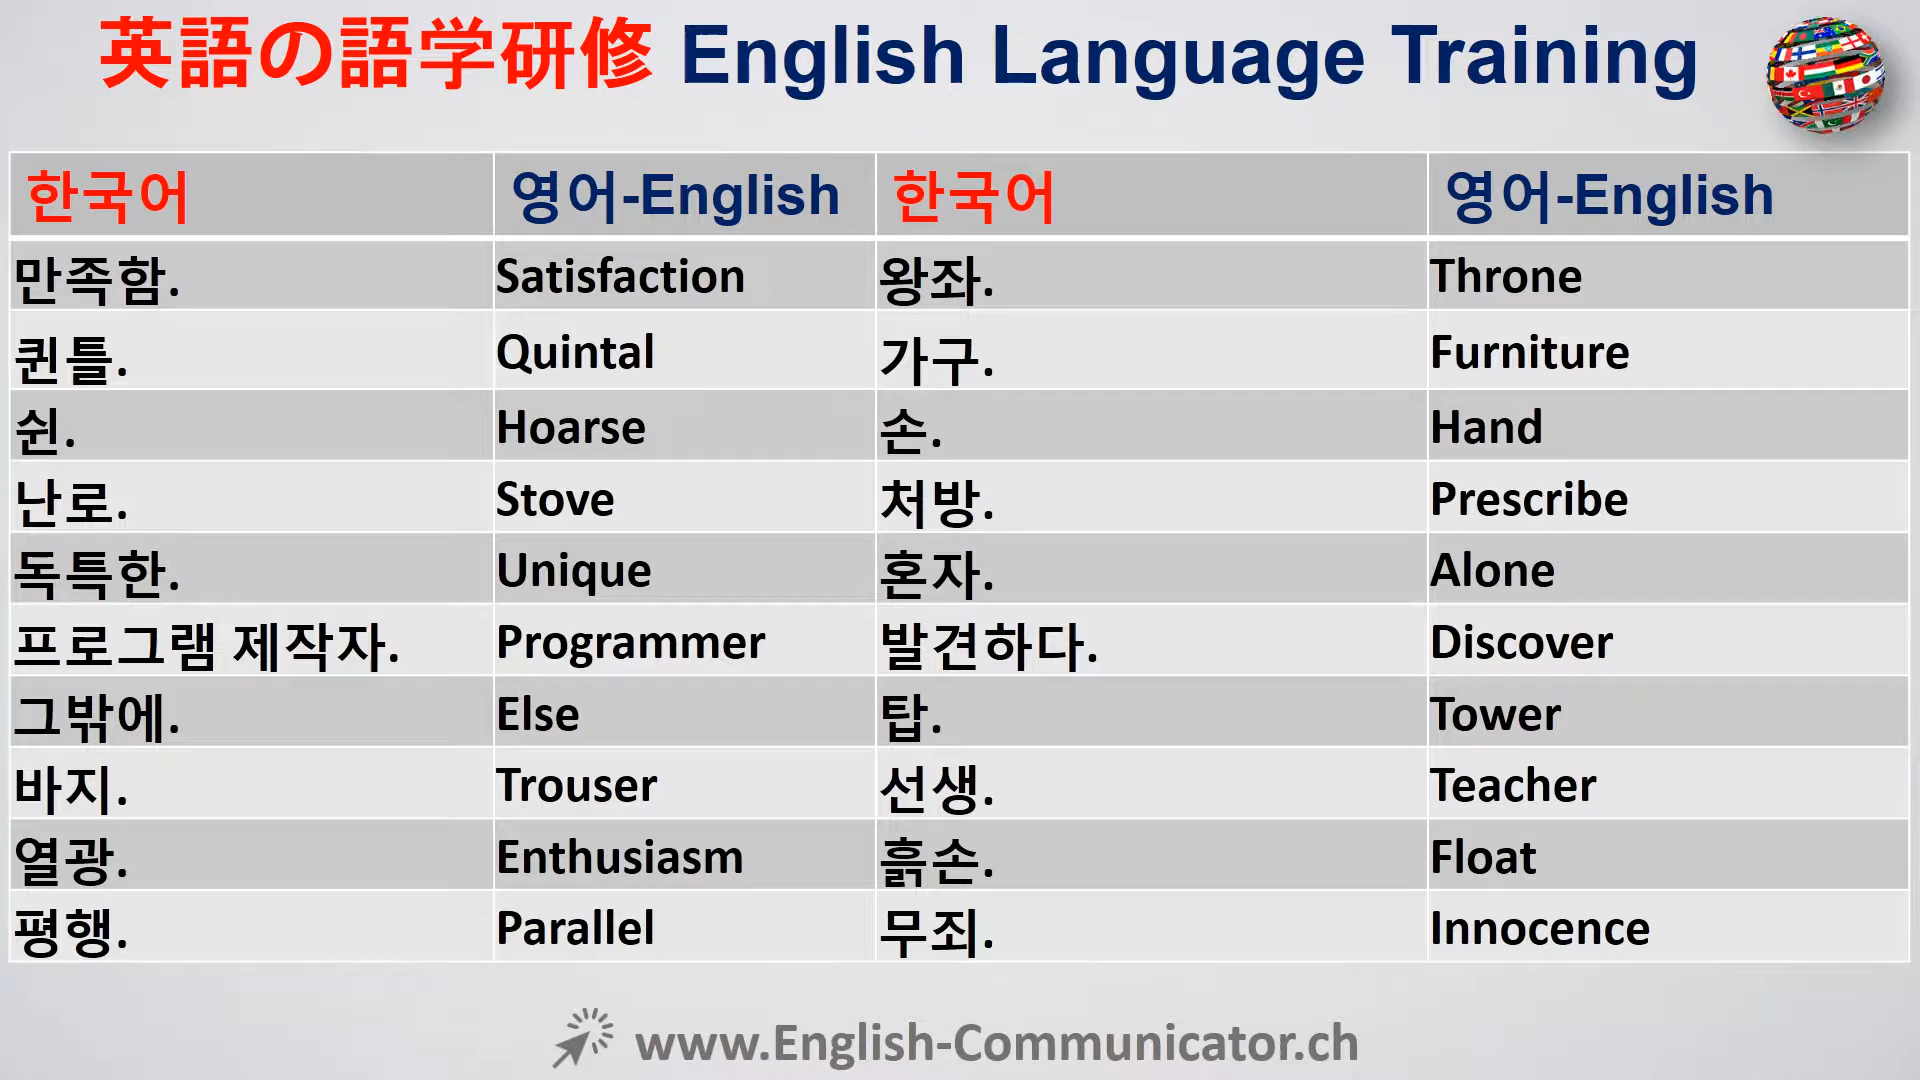 英語の語学研修 English Language Training
한국어 영어-English 한국어 영어-English
만족함. Satisfaction 왕좌. Throne
퀸틀. Quintal 가구. Furniture
쉰. Hoarse 손. Hand
난로. Stove 처방. Prescribe
독특한. Unique 혼자. Alone
프로그램 제작자. Programmer 발견하다. Discover
그밖에. Else 탑. Tower
바지. Trouser 선생. Teacher
열광. Enthusiasm 흙손. Float
평행. Parallel 무죄. Innocence
www.English-Communicator.ch